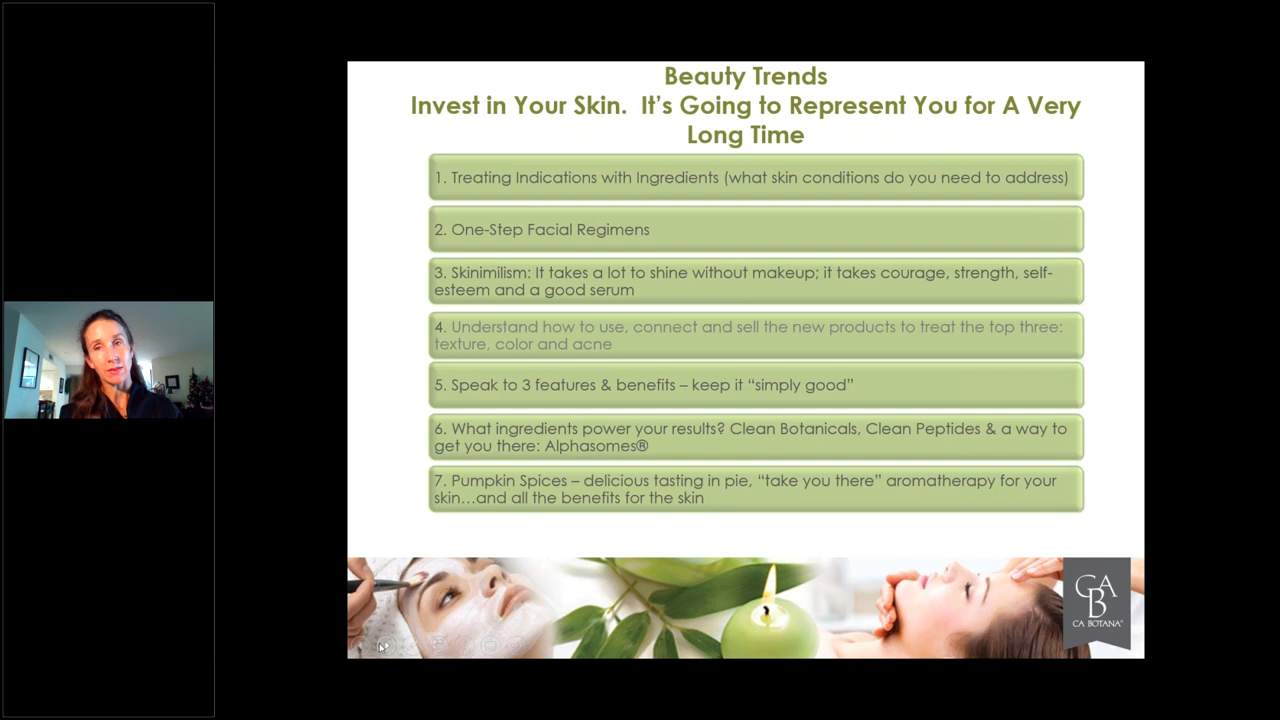 Beauty Trends
Invest in Your Skin.  It’s Going to Represent You for A Very
Long Time
1. Treating Indications with Ingredients (what skin conditions do you need to address)
2. One-Step Facial Regimens
3. Skinimilism: It takes a lot to shine without makeup; it takes courage, strength, self-
esteem and a good serum
4. Understand how to use, connect and sell the new products to treat the top three:
texture, color and acne
5. Speak to 3 features & benefits – keep it “simply good”
6. What ingredients power your results? Clean Botanicals, Clean Peptides & a way to
get you there: Alphasomes®
7. Pumpkin Spices – delicious tasting in pie, “take you there” aromatherapy for your
skin…and all the benefits for the skin
CAB
CA BOTANA®